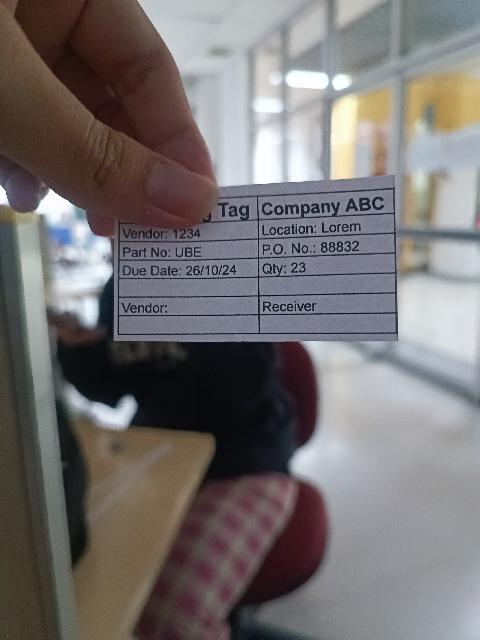 Tag Company ABC
Vendor: 1234 Location: Lorem
Part No: UBE P.O. No.: 88832
Due Date: 26/10/24 Qty: 23
Vendor: Receiver